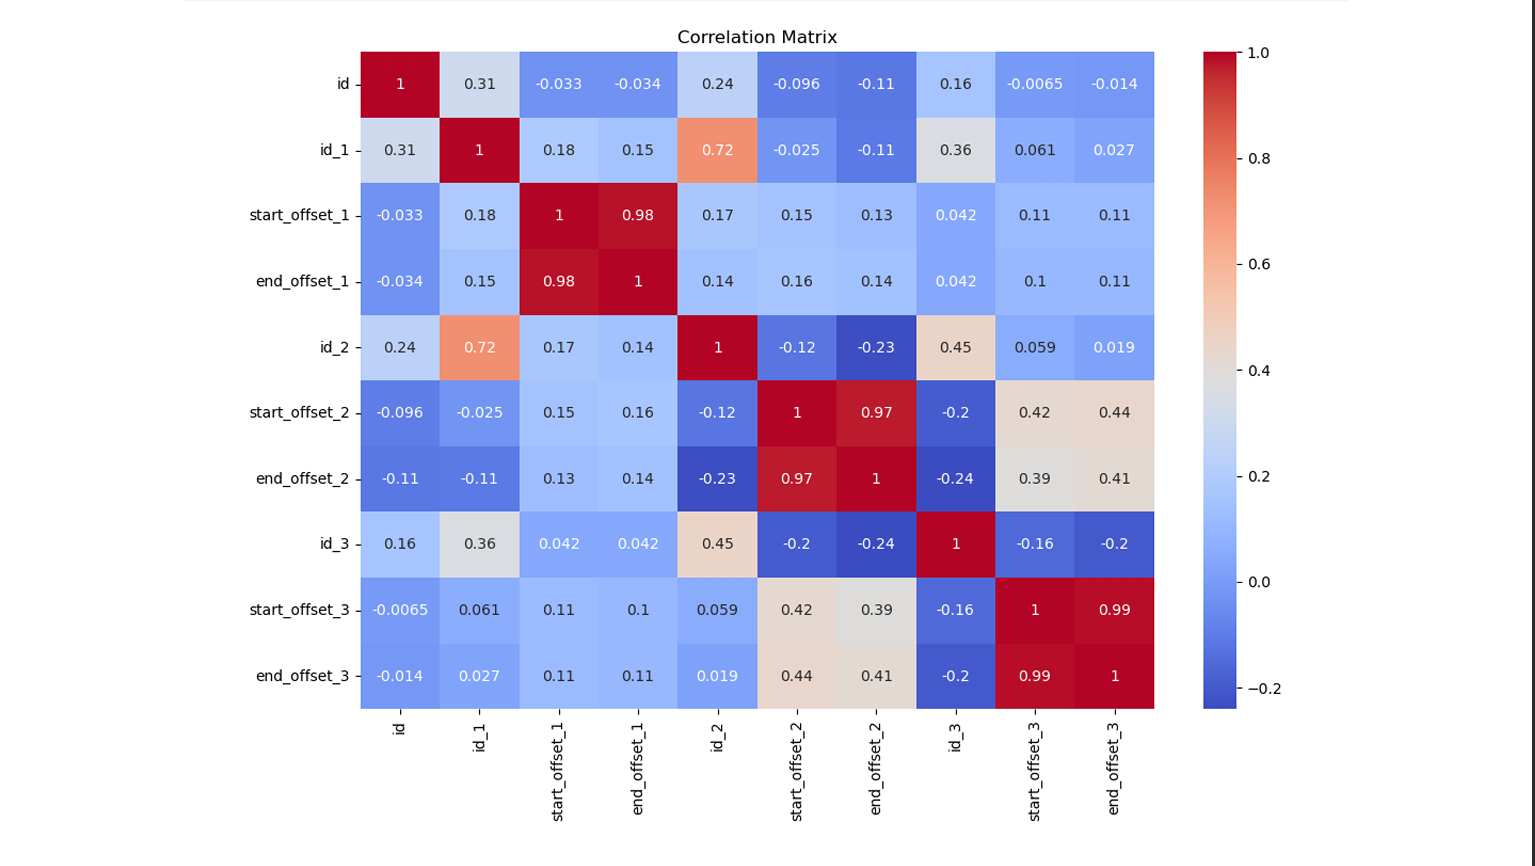 Correlation Matrix
id 1 0.31 -0.033 -0.034 0.24 -0.096 -0.11 0.16 -0.0065 -0.014
id_1 0.31 1 0.18 0.15 0.72 -0.025 -0.11 0.36 0.061 0.027
start_offset_1 -0.033 0.18 1 0.98 0.17 0.15 0.13 0.042 0.11 0.11
end_offset_1 -0.034 0.15 0.98 1 0.14 0.16 0.14 0.042 0.1 0.11
id_2 0.24 0.72 0.17 0.14 1 -0.12 -0.23 0.45 0.059 0.019
start_offset_2 -0.096 -0.025 0.15 0.16 -0.12 1 0.97 -0.2 0.42 0.44
end_offset_2 -0.11 -0.11 0.13 0.14 -0.23 0.97 1 -0.24 0.39 0.41
id_3 0.16 0.36 0.042 0.042 0.45 -0.2 -0.24 1 -0.16 -0.2
start_offset_3 -0.0065 0.061 0.11 0.1 0.059 0.42 0.39 -0.16 1 0.99
end_offset_3 -0.014 0.027 0.11 0.11 0.019 0.44 0.41 -0.2 0.99 1
id id_1 start_offset_1 end_offset_1 id_2 start_offset_2 end_offset_2 id_3 start_offset_3 end_offset_3
1.0
0.8
0.6
0.4
0.2
0.0
−0.2